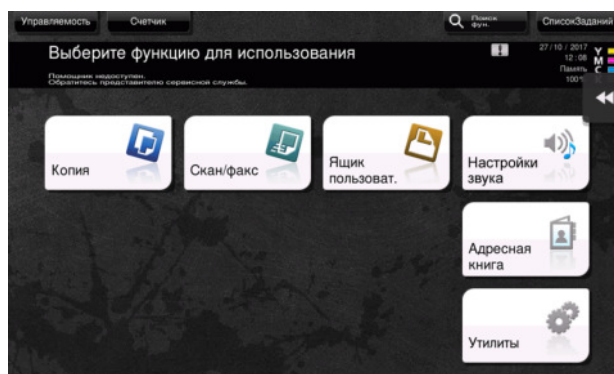 Управляемость
Счетчик
Поиск
фун.
СписокЗаданий
Выберите функцию для использования
27/10 / 2017
12:08
Память
100%
Y
M
C
Помощник недоступен.
Обратитесь представителю сервисной службы.
Копия
Скан/факс
Ящик
пользоват.
Настройки
звука
Адресная
книга
Утилиты